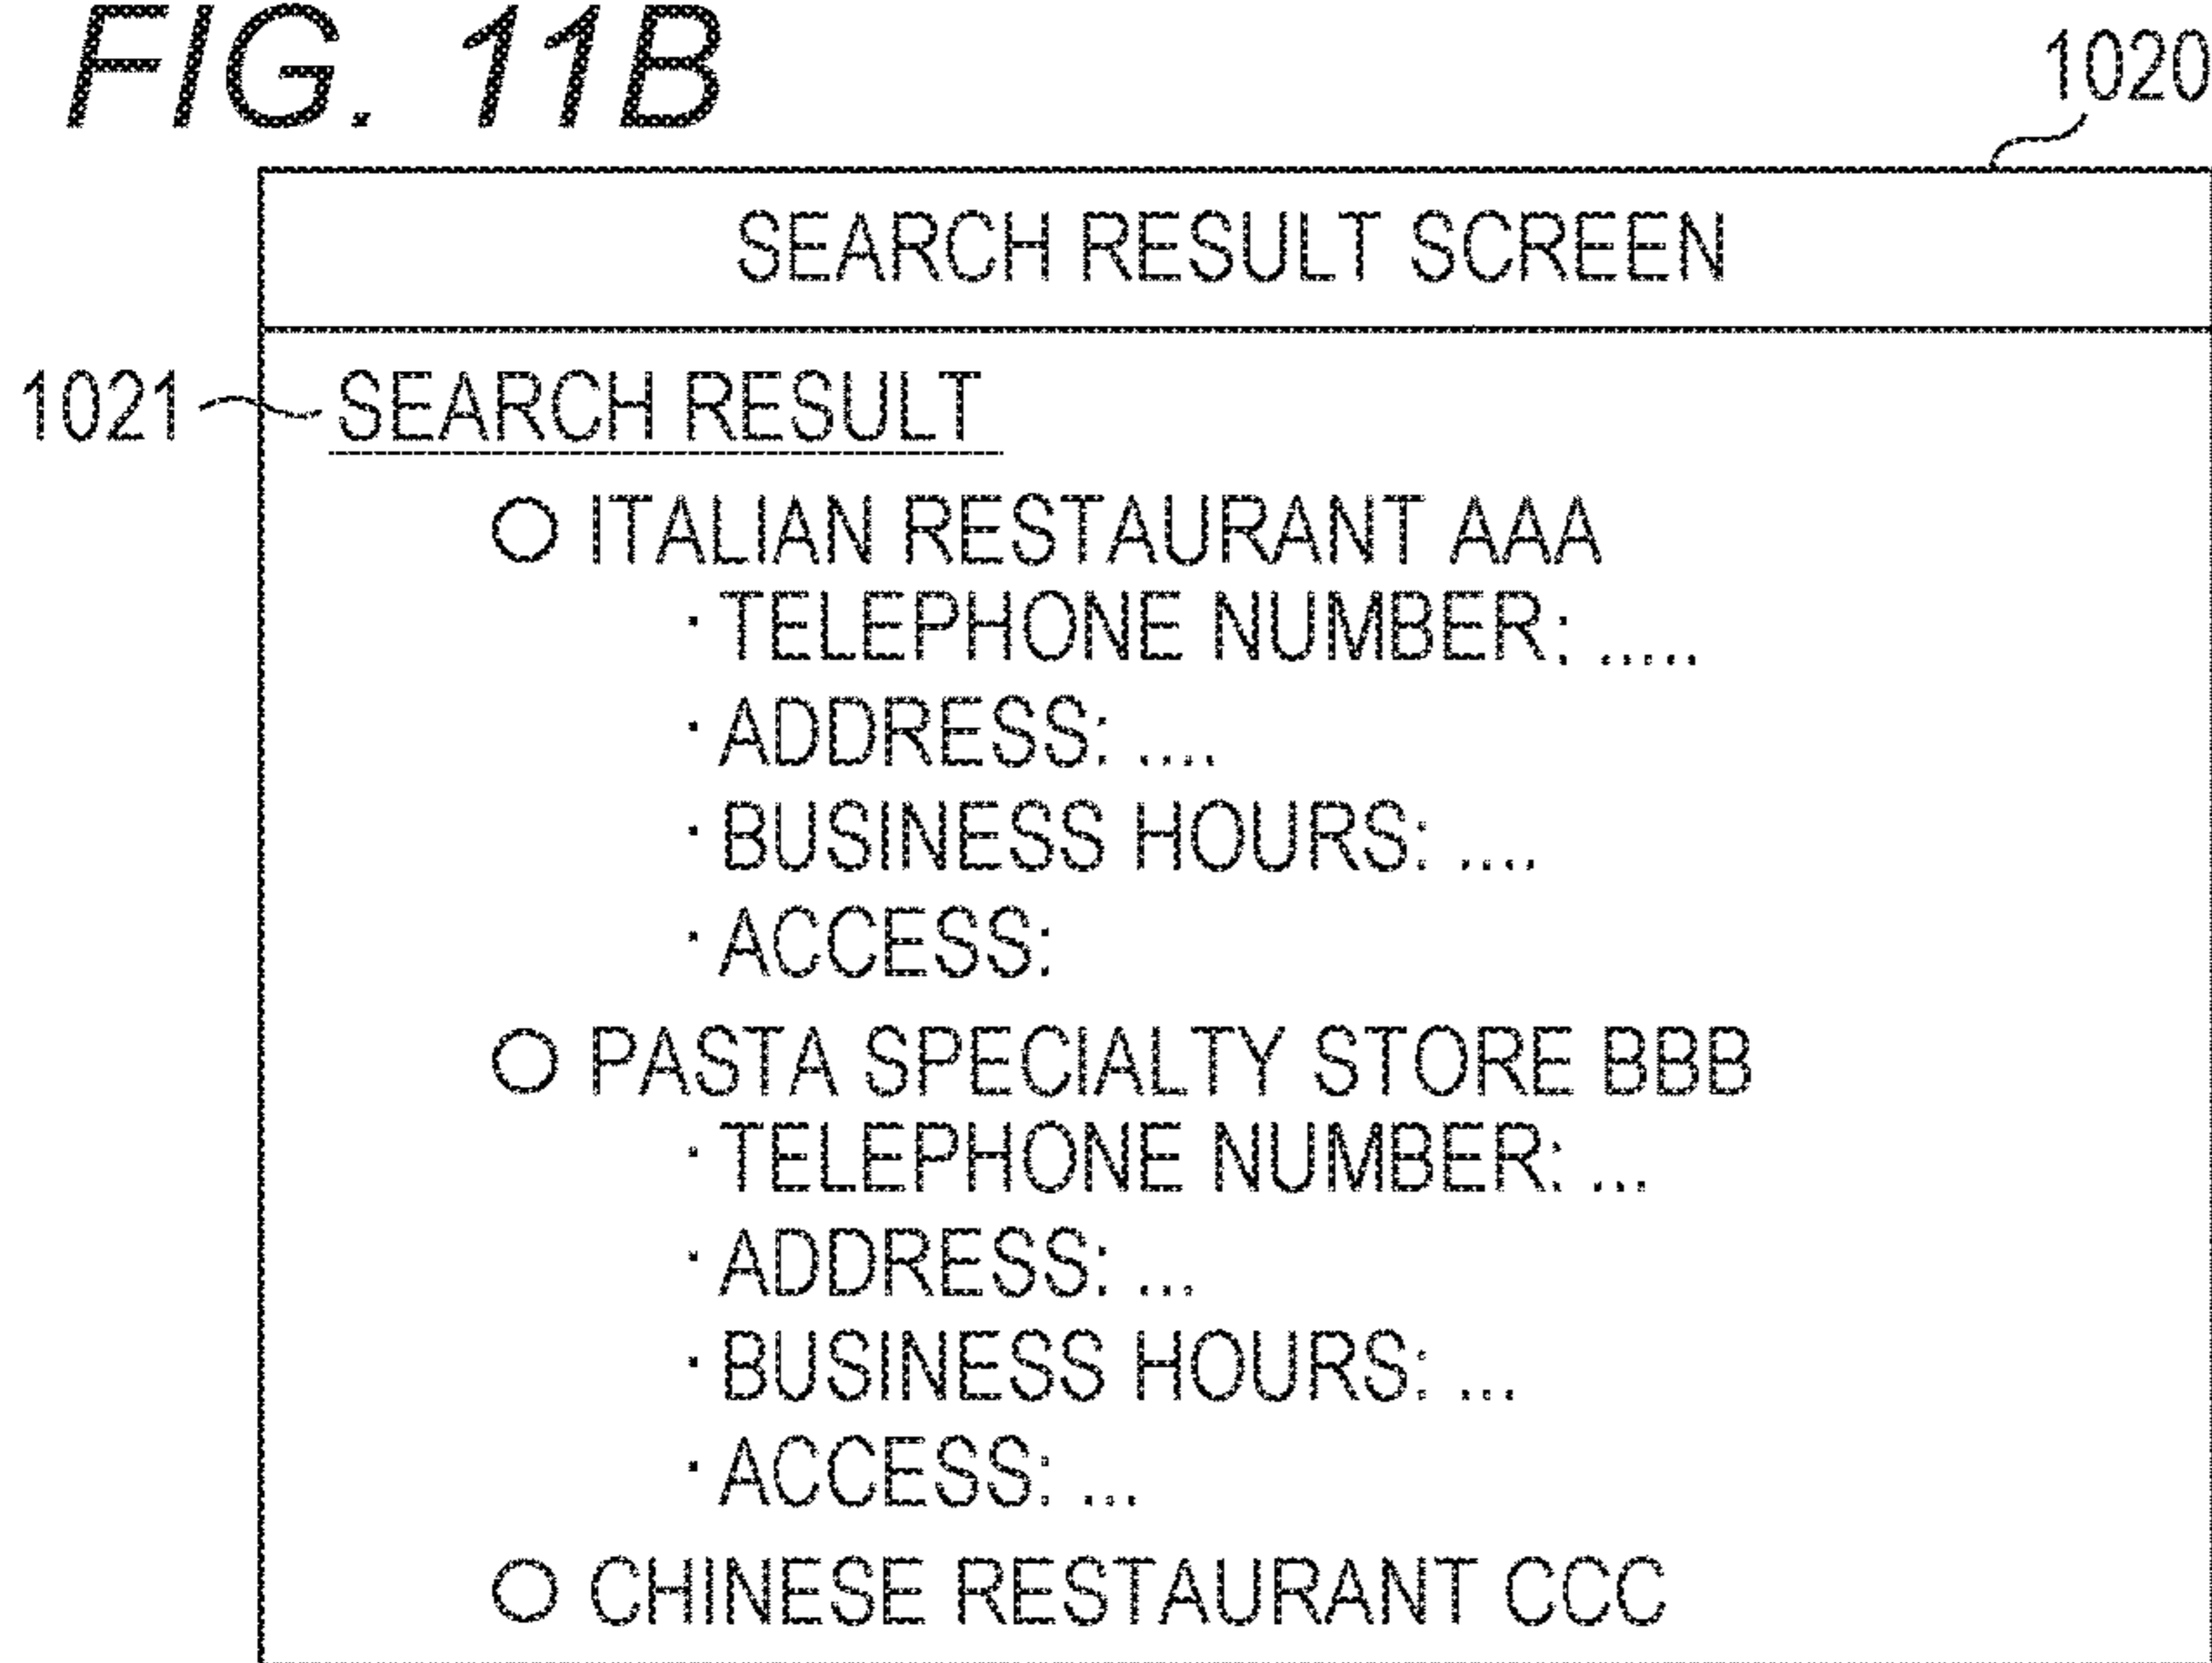 FIG. 11B
1020
SEARCH RESULT SCREEN
1021
SEARCH RESULT
○ ITALIAN RESTAURANT AAA
· TELEPHONE NUMBER: .....
· ADDRESS: ....
· BUSINESS HOURS: ....
· ACCESS:
○ PASTA SPECIALTY STORE BBB
· TELEPHONE NUMBER: ...
· ADDRESS: ...
· BUSINESS HOURS: ...
· ACCESS: ...
○ CHINESE RESTAURANT CCC